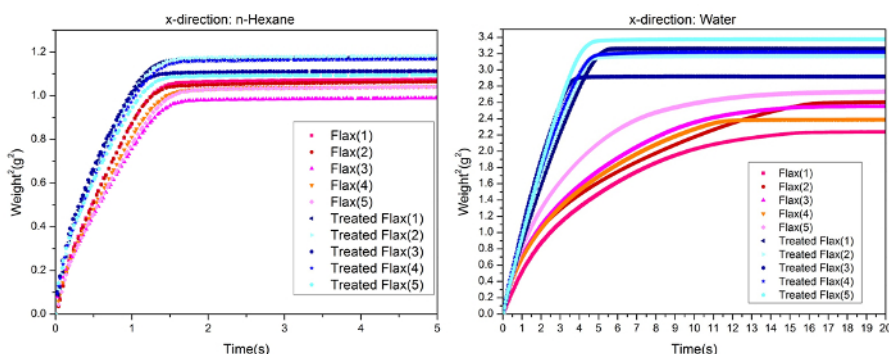 x-direction: n-Hexane
Weight²(g²)
1.2
1.0
0.8
0.6
0.4
0.2
0.0
Flax(1)
Flax(2)
Flax(3)
Flax(4)
Flax(5)
Treated Flax(1)
Treated Flax(2)
Treated Flax(3)
Treated Flax(4)
Treated Flax(5)
0 1 2 3 4 5
Time(s)
x-direction: Water
Weight²(g²)
3.4
3.2
3.0
2.8
2.6
2.4
2.2
2.0
1.8
1.6
1.4
1.2
1.0
0.8
0.6
0.4
0.2
0.0
Flax(1)
Flax(2)
Flax(3)
Flax(4)
Flax(5)
Treated Flax(1)
Treated Flax(2)
Treated Flax(3)
Treated Flax(4)
Treated Flax(5)
0 1 2 3 4 5 6 7 8 9 10 11 12 13 14 15 16 17 18 19 20
Time(s)